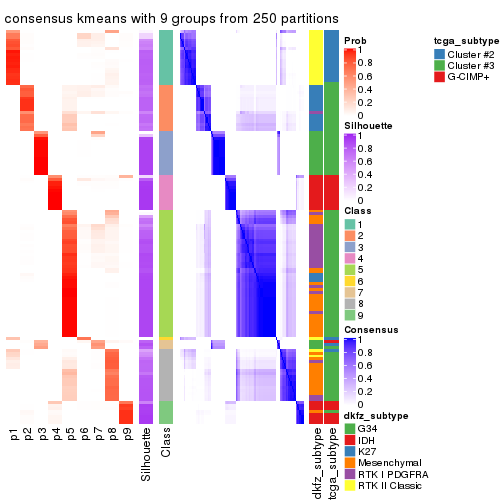 consensus kmeans with 9 groups from 250 partitions
Prob
1
0.8
0.6
0.4
0.2
0
Silhouette
1
0.8
0.6
0.4
0.2
0
Class
1
2
3
4
5
6
7
8
9
Consensus
1
0.8
0.6
0.4
0.2
0
dkfz_subtype
G34
IDH
K27
Mesenchymal
RTK I PDGFRA
RTK II Classic
tcga_subtype
Cluster #2
Cluster #3
G-CIMP+
p1
p2
p3
p4
p5
p6
p7
p8
p9
Silhouette
Class
dkfz_subtype
tcga_subtype